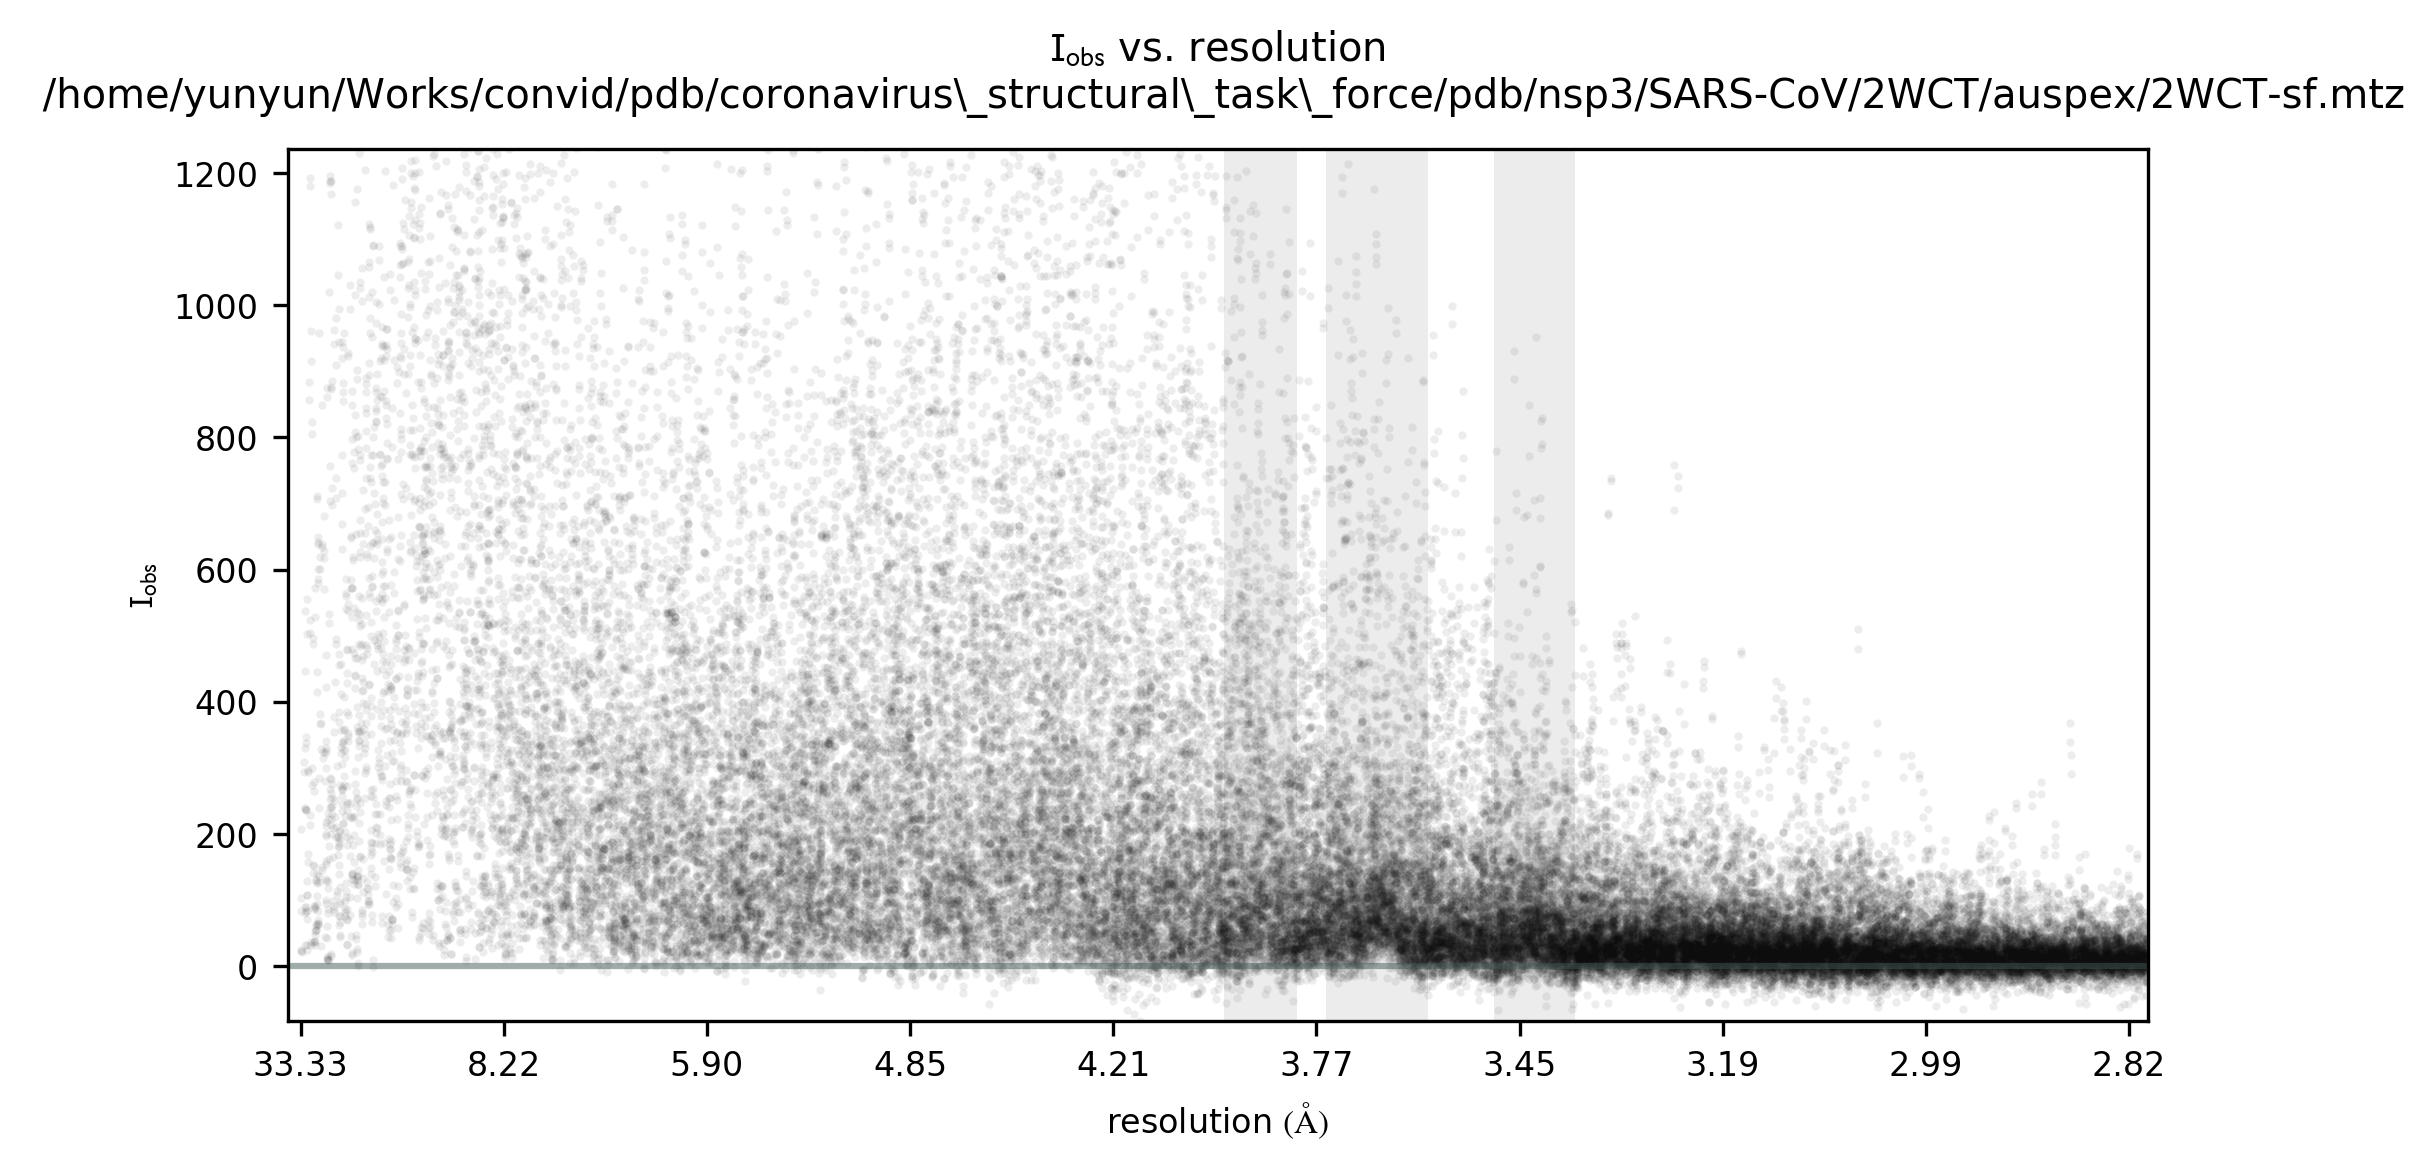 Iobs vs. resolution
/home/yunyun/Works/convid/pdb/coronavirus\_structural\_task\_force/pdb/nsp3/SARS-CoV/2WCT/auspex/2WCT-sf.mtz
1200
1000
800
600
400
200
0
Iobs
33.33 8.22 5.90 4.85 4.21 3.77 3.45 3.19 2.99 2.82
resolution (Å)